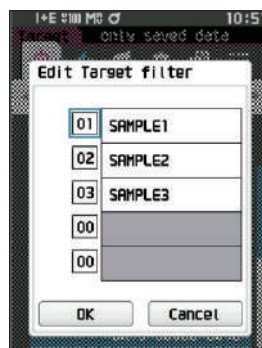 I+E M0 10:5
Target only saved data
Edit Target filter
01 SAMPLE1
02 SAMPLE2
03 SAMPLE3
00
00
OK Cancel